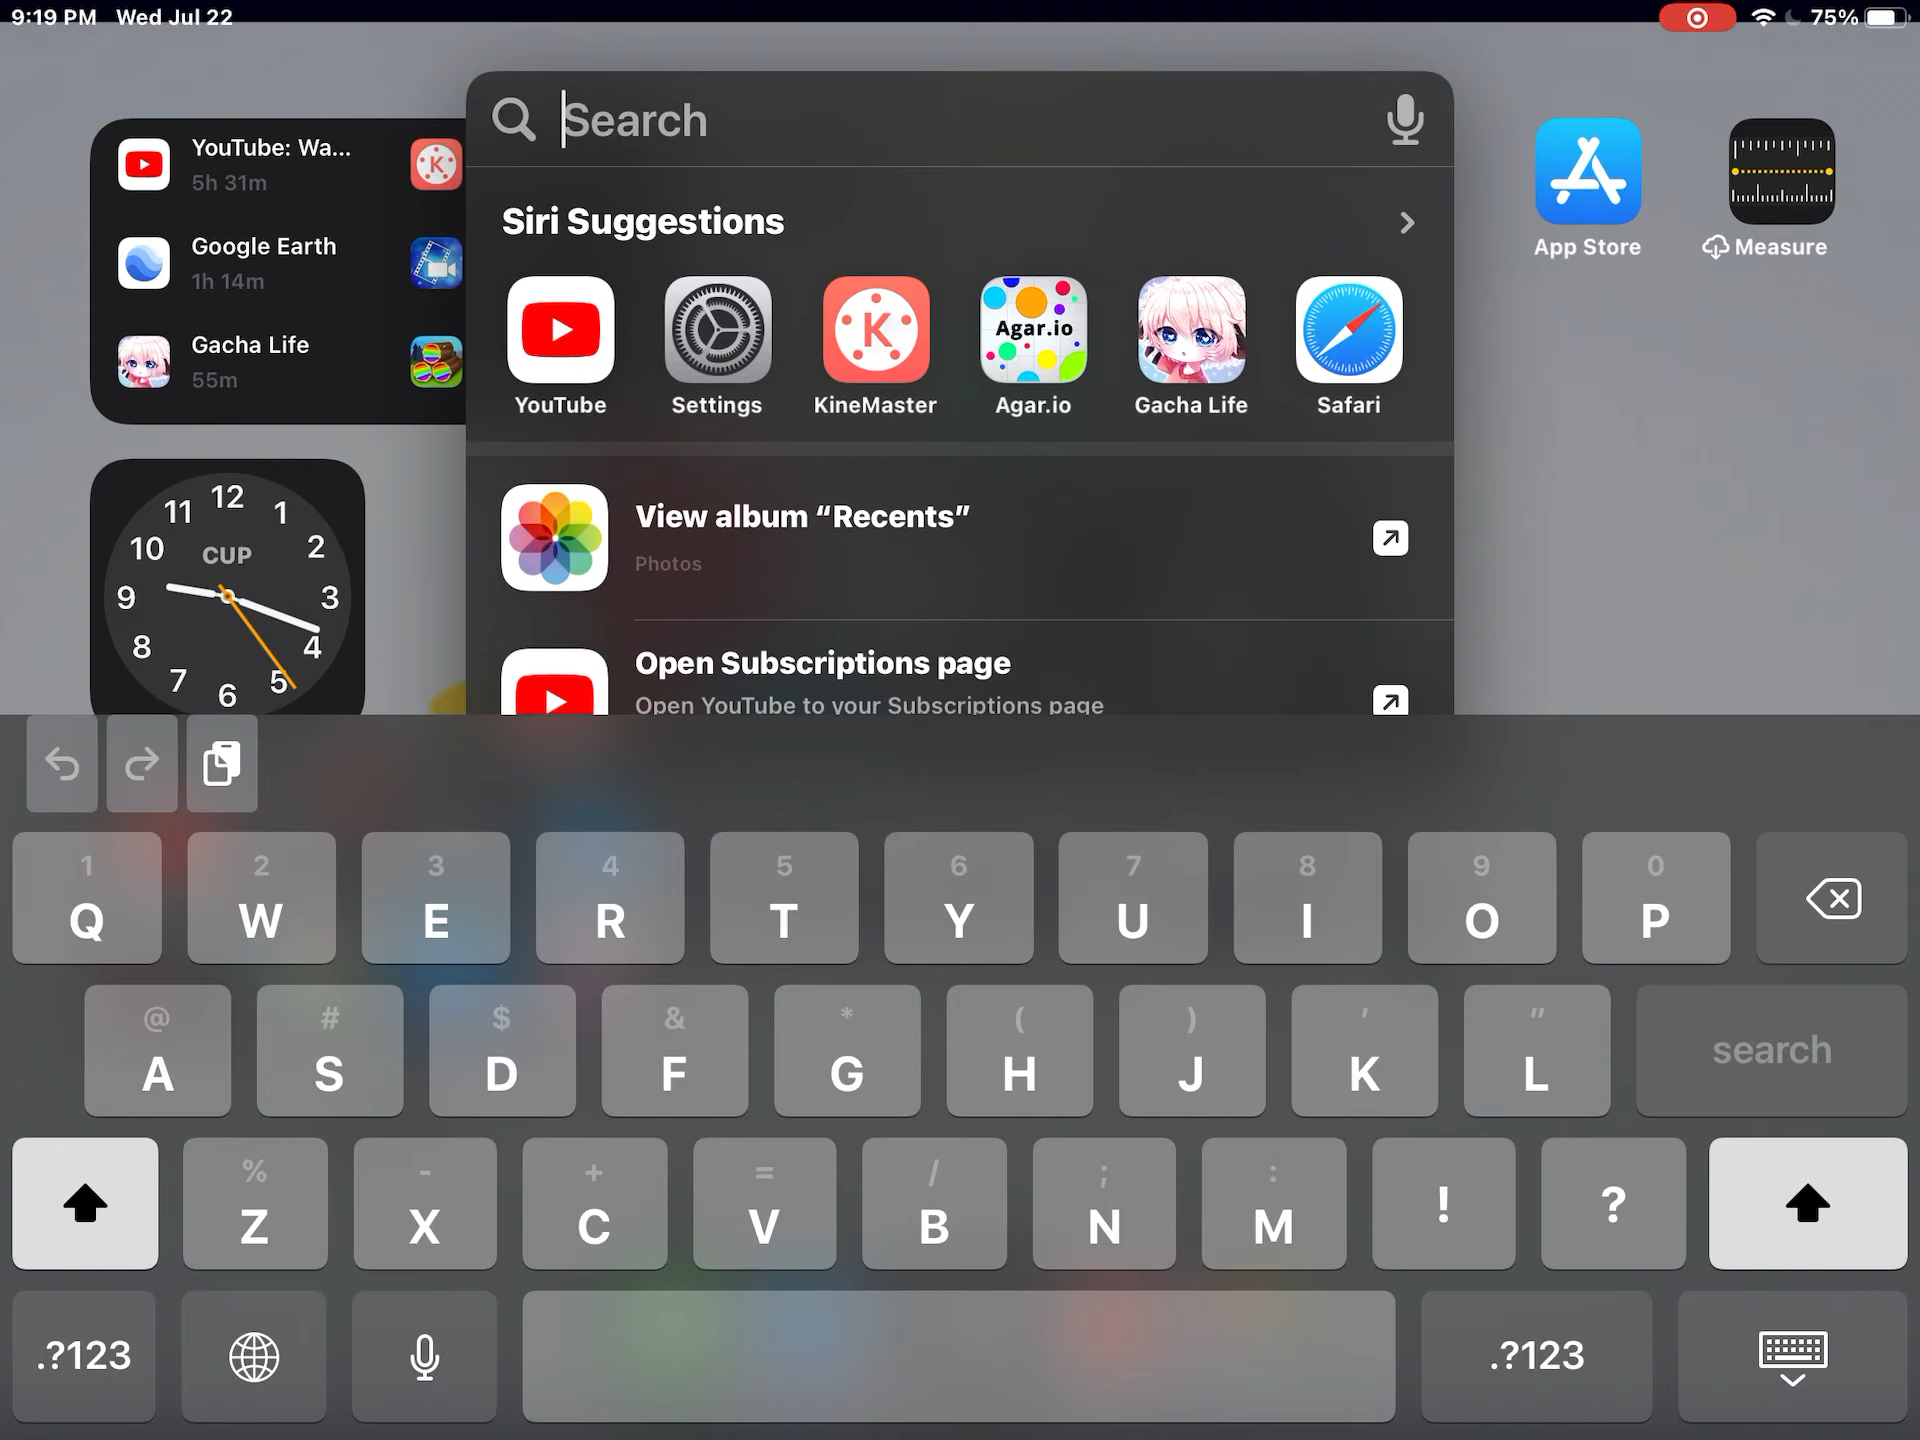 9:19 PM Wed Jul 22
75%
Search
YouTube: Wa...
5h 31m
Google Earth
1h 14m
Gacha Life
55m
Siri Suggestions
Agar.io
YouTube
Settings
KineMaster
Agar.io
Gacha Life
Safari
App Store
Measure
View album “Recents”
Photos
Open Subscriptions page
Open YouTube to your Subscriptions page
12
1
2
3
4
5
6
7
8
9
10
11
CUP
1 2 3 4 5 6 7 8 9 0
Q W E R T Y U I O P
@ # $ & * ( ) ' "
A S D F G H J K L search
% - + = / ; :
Z X C V B N M ! ?
.?123 .?123